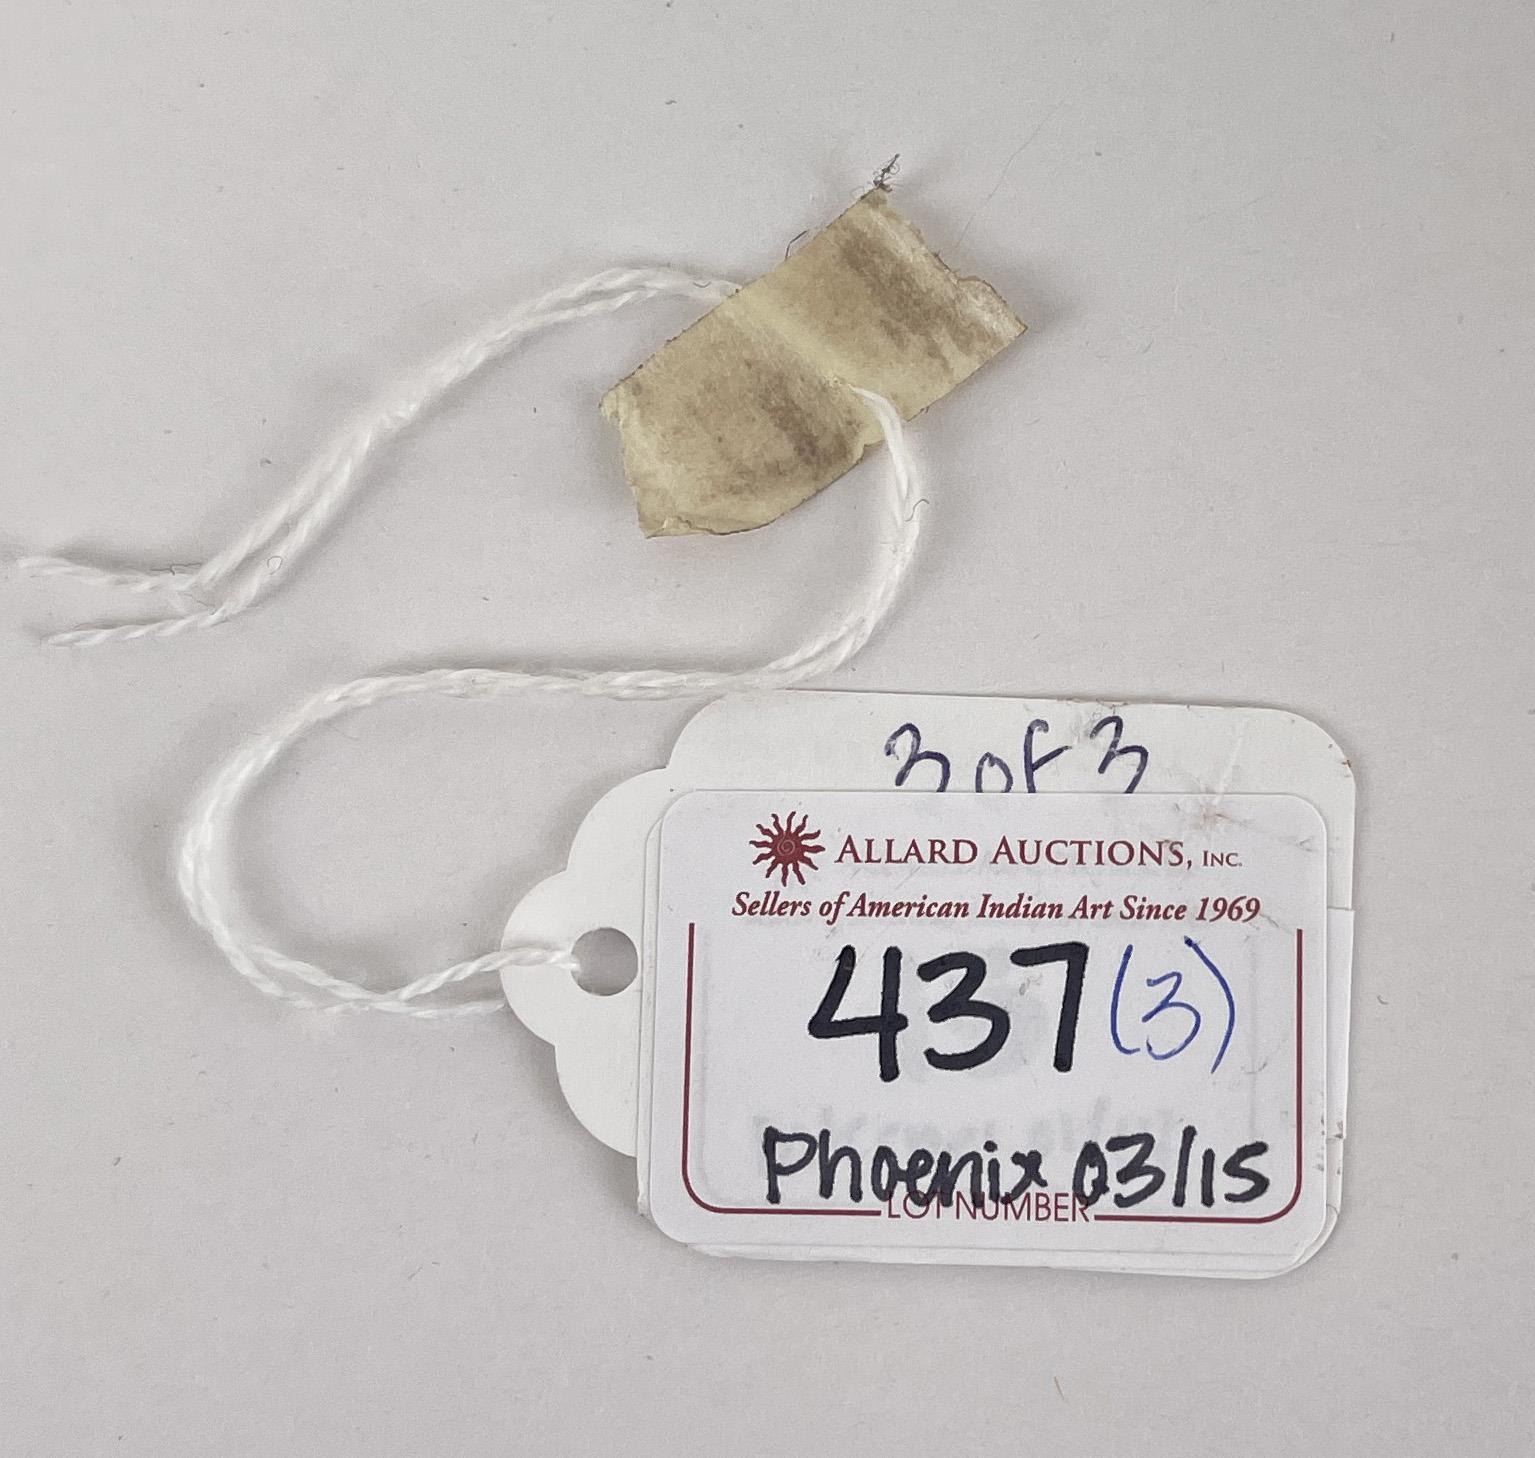 3 of 3
ALLARD AUCTIONS, INC.
Sellers of American Indian Art Since 1969
437 (3)
Phoenix 03/15
LOT NUMBER